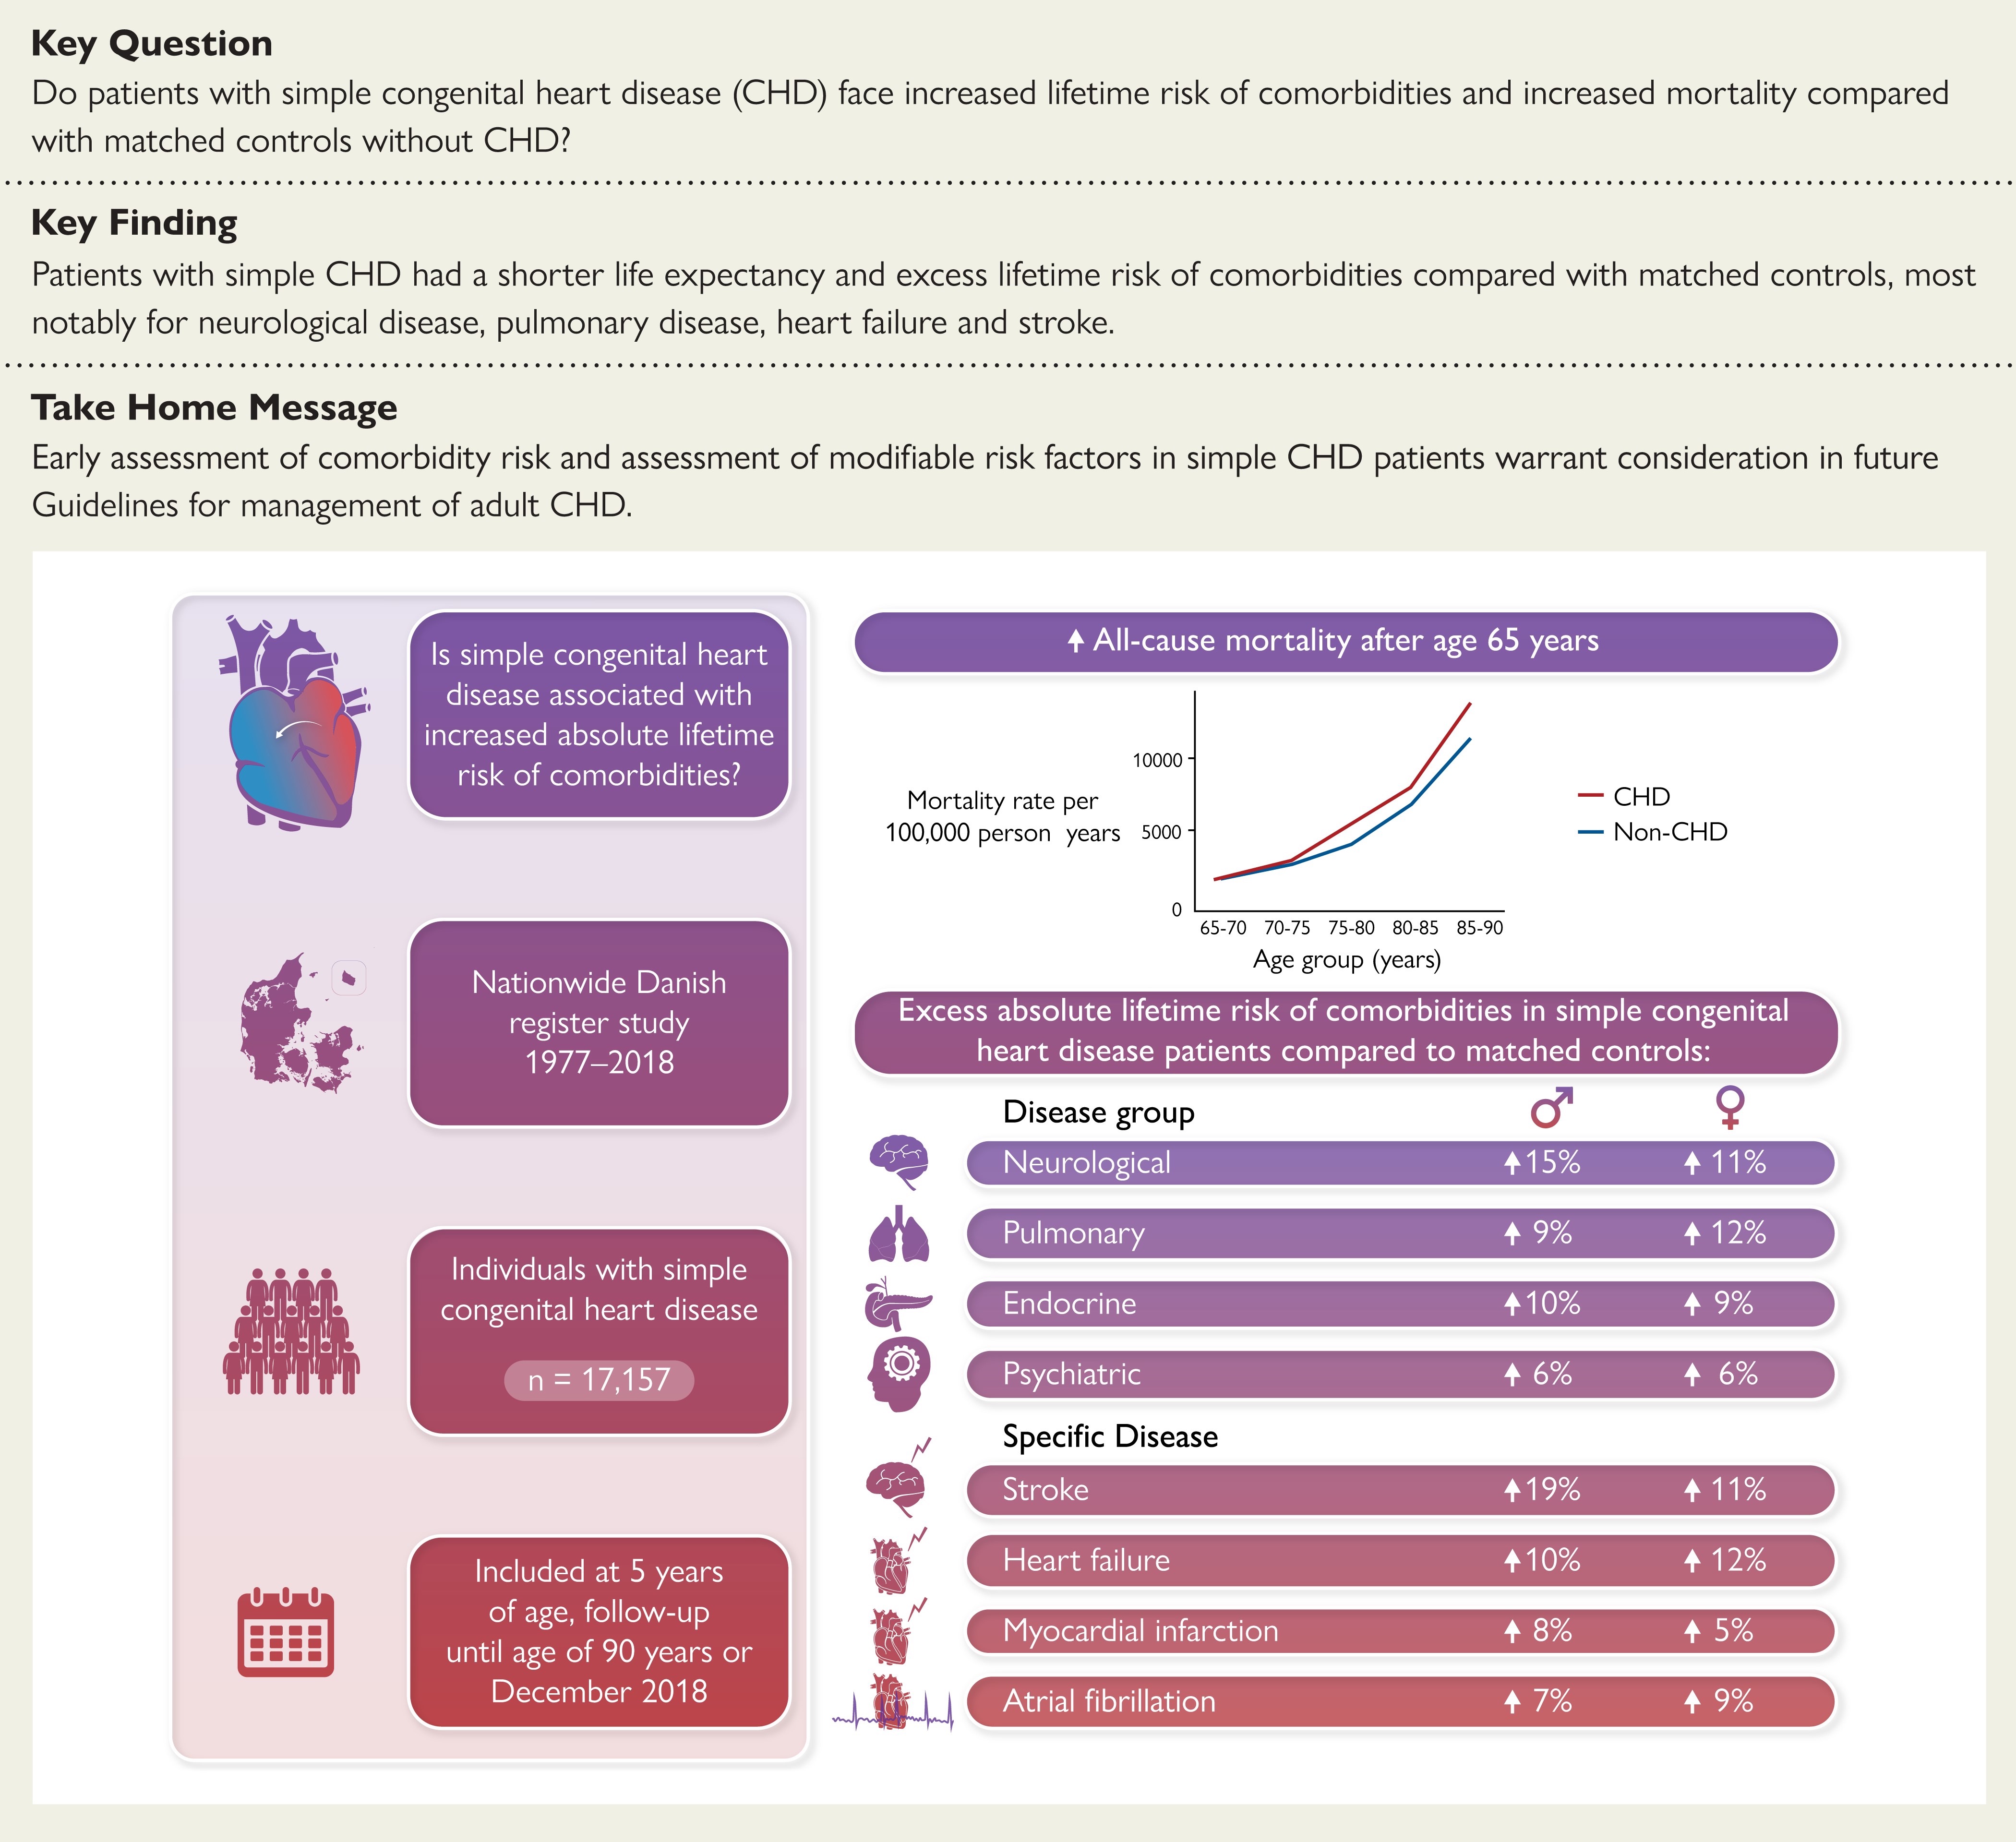 Key Question
Do patients with simple congenital heart disease (CHD) face increased lifetime risk of comorbidities and increased mortality compared
with matched controls without CHD?
Key Finding
Patients with simple CHD had a shorter life expectancy and excess lifetime risk of comorbidities compared with matched controls, most
notably for neurological disease, pulmonary disease, heart failure and stroke.
Take Home Message
Early assessment of comorbidity risk and assessment of modifiable risk factors in simple CHD patients warrant consideration in future
Guidelines for management of adult CHD.
Is simple congenital heart
disease associated with
increased absolute lifetime
risk of comorbidities?
Nationwide Danish
register study
1977–2018
Individuals with simple
congenital heart disease
n = 17,157
Included at 5 years
of age, follow-up
until age of 90 years or
December 2018
↑ All-cause mortality after age 65 years
Mortality rate per
100,000 person years
10000
5000
0
65-70 70-75 75-80 80-85 85-90
Age group (years)
CHD
Non-CHD
Excess absolute lifetime risk of comorbidities in simple congenital
heart disease patients compared to matched controls:
Disease group ♂ ♀
Neurological ↑15% ↑ 11%
Pulmonary ↑ 9% ↑ 12%
Endocrine ↑10% ↑ 9%
Psychiatric ↑ 6% ↑ 6%
Specific Disease
Stroke ↑19% ↑ 11%
Heart failure ↑10% ↑ 12%
Myocardial infarction ↑ 8% ↑ 5%
Atrial fibrillation ↑ 7% ↑ 9%